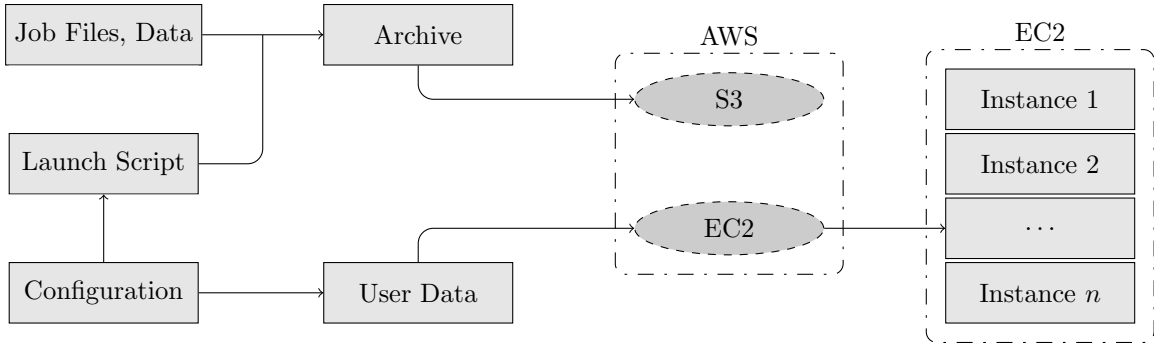 Job Files, Data
Archive
AWS
EC2
S3
Instance 1
Launch Script
Instance 2
EC2
...
Configuration
User Data
Instance n